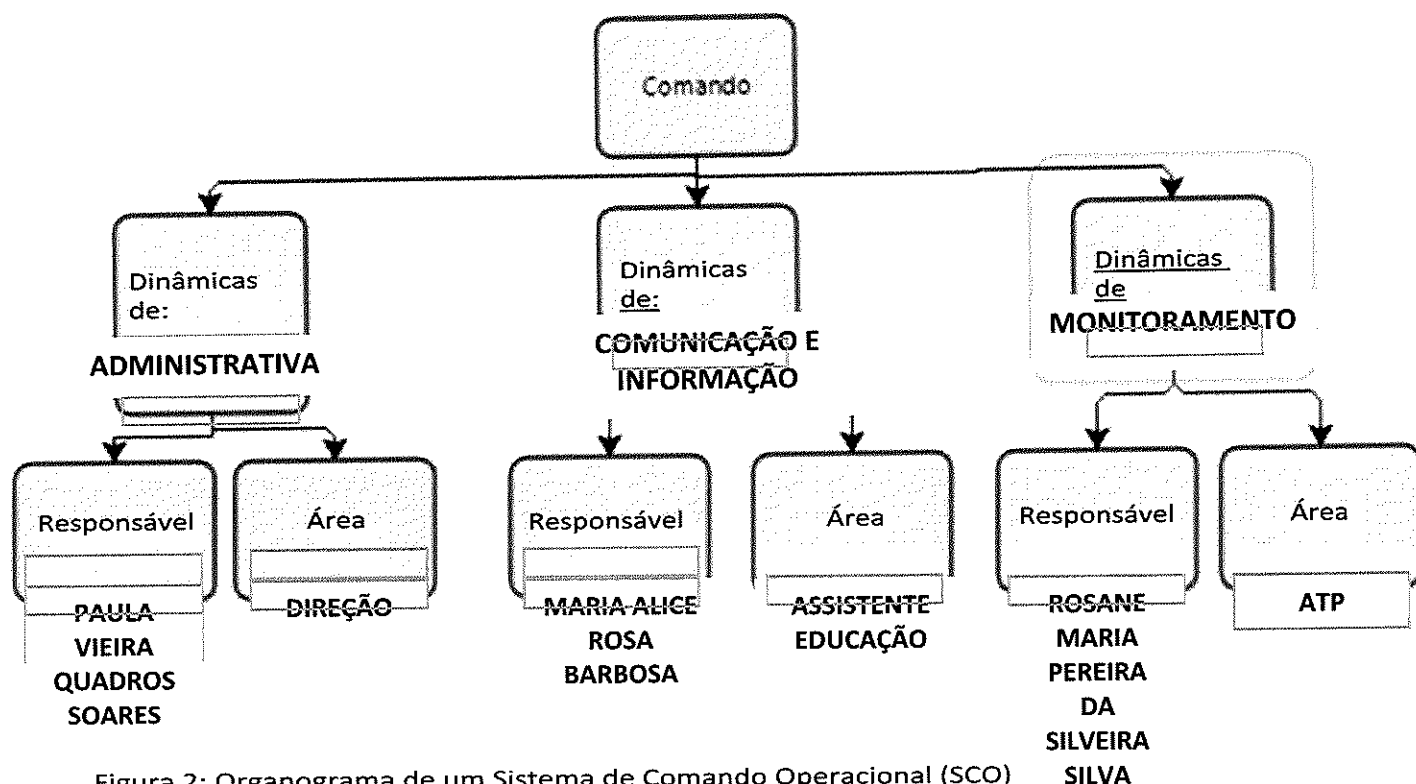 Comando
Dinâmicas
de:
ADMINISTRATIVA
Dinâmicas
de:
COMUNICAÇÃO E
INFORMAÇÃO
Dinâmicas
de
MONITORAMENTO
Responsável
PAULA
VIEIRA
QUADROS
SOARES
Área
DIREÇÃO
Responsável
MARIA ALICE
ROSA
BARBOSA
Área
ASSISTENTE
EDUCAÇÃO
Responsável
ROSANE
MARIA
PEREIRA
DA
SILVEIRA
SILVA
Área
ATP
Figura 2: Organograma de um Sistema de Comando Operacional (SCO)